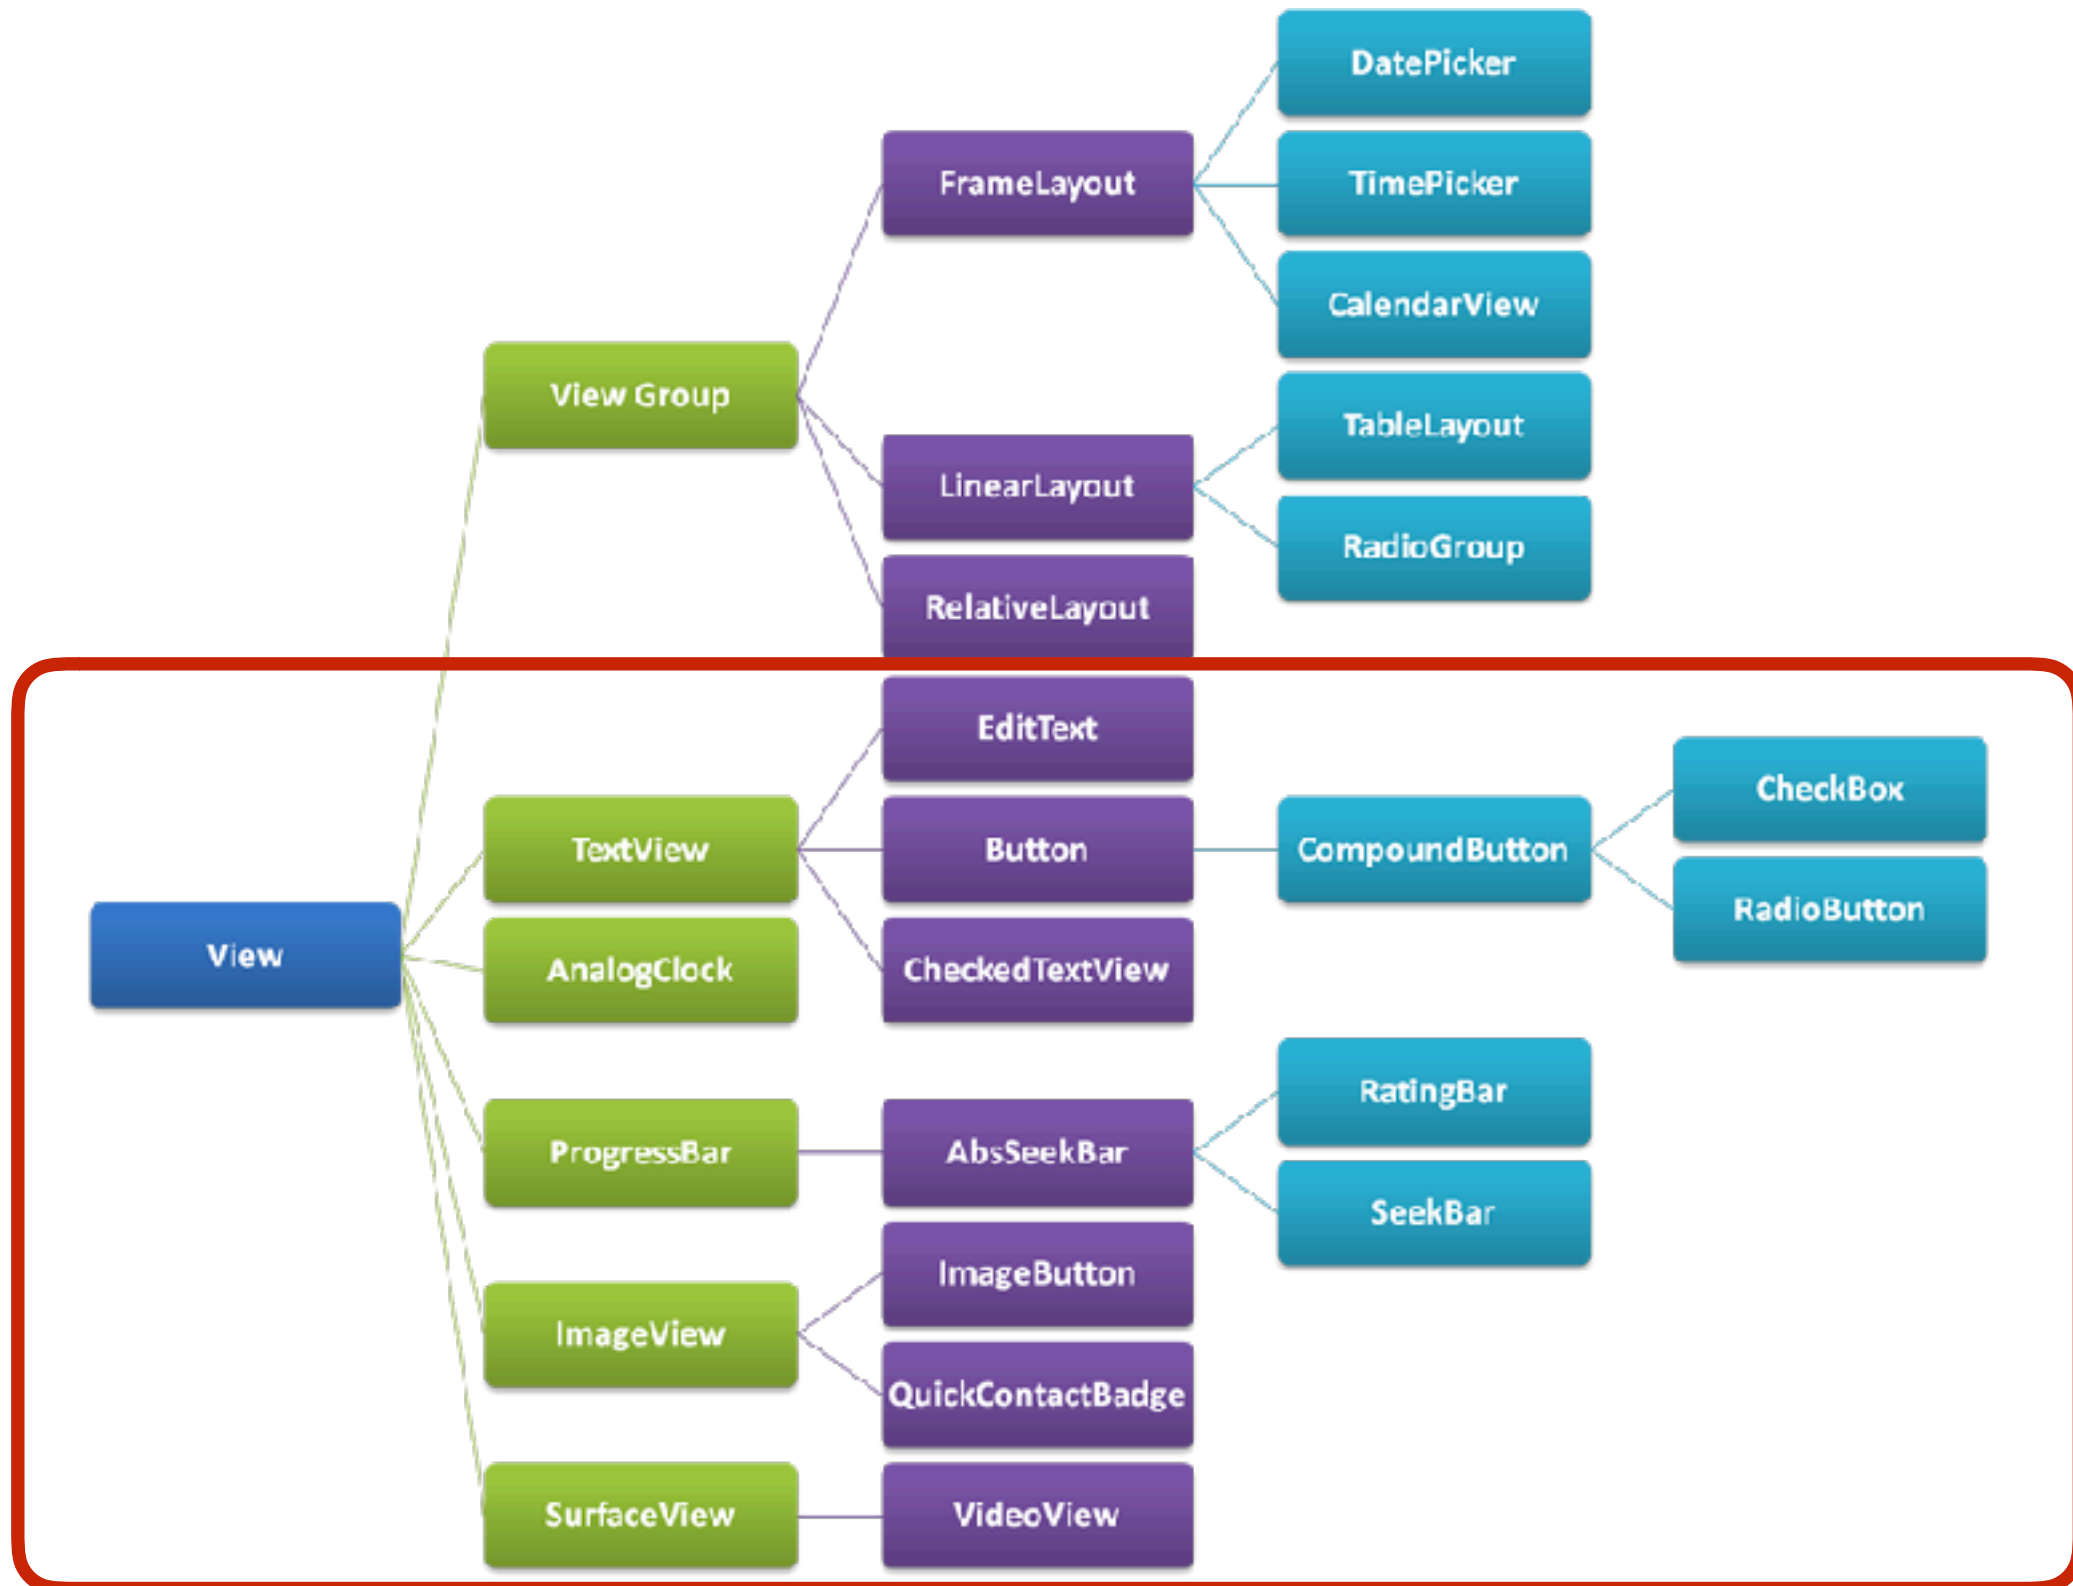 DatePicker
FrameLayout
TimePicker
CalendarView
View Group
TableLayout
LinearLayout
RadioGroup
RelativeLayout
EditText
CheckBox
TextView
Button
CompoundButton
RadioButton
View
AnalogClock
CheckedTextView
RatingBar
ProgressBar
AbsSeekBar
SeekBar
ImageButton
ImageView
QuickContactBadge
SurfaceView
VideoView